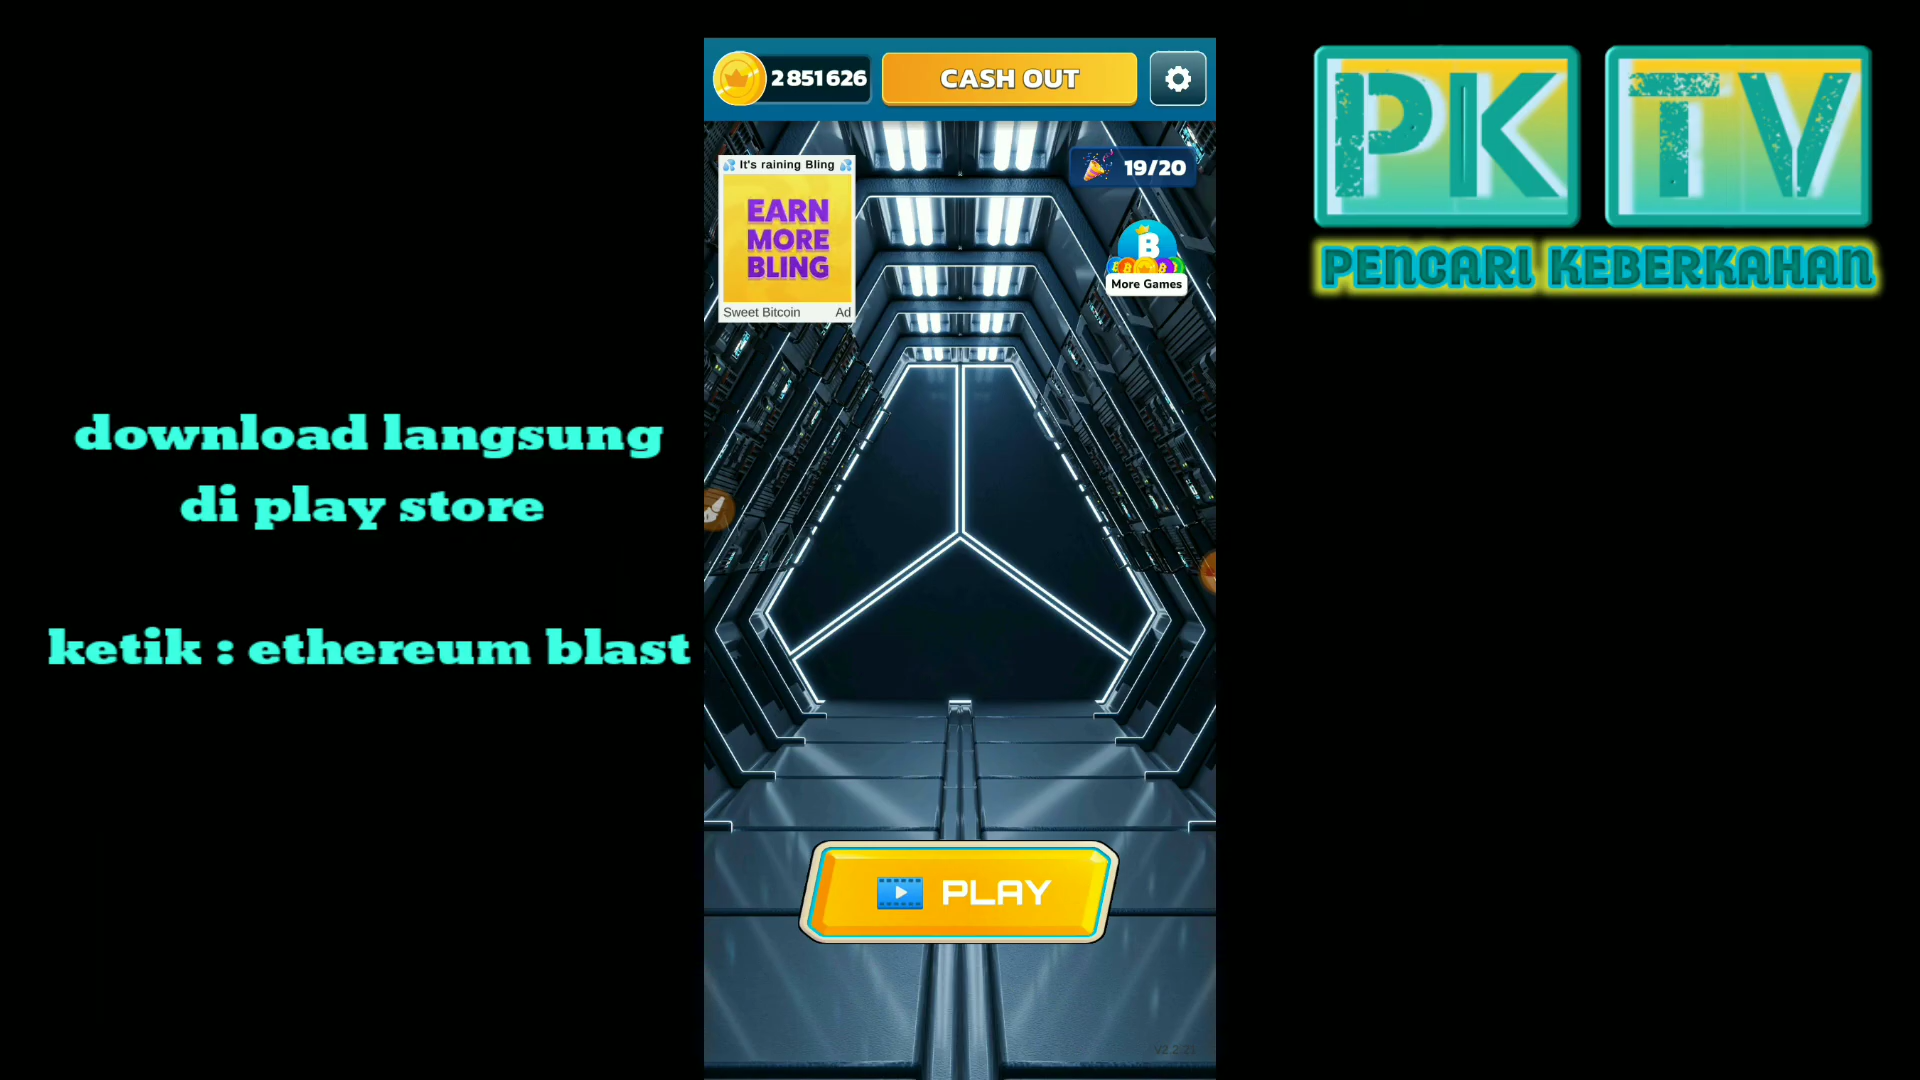 2851626
CASH OUT
PK TV
PENCARI KEBERKAHAN
It's raining Bling
EARN
MORE
BLING
Sweet Bitcoin Ad
19/20
B
More Games
download langsung
di play store
ketik : ethereum blast
PLAY